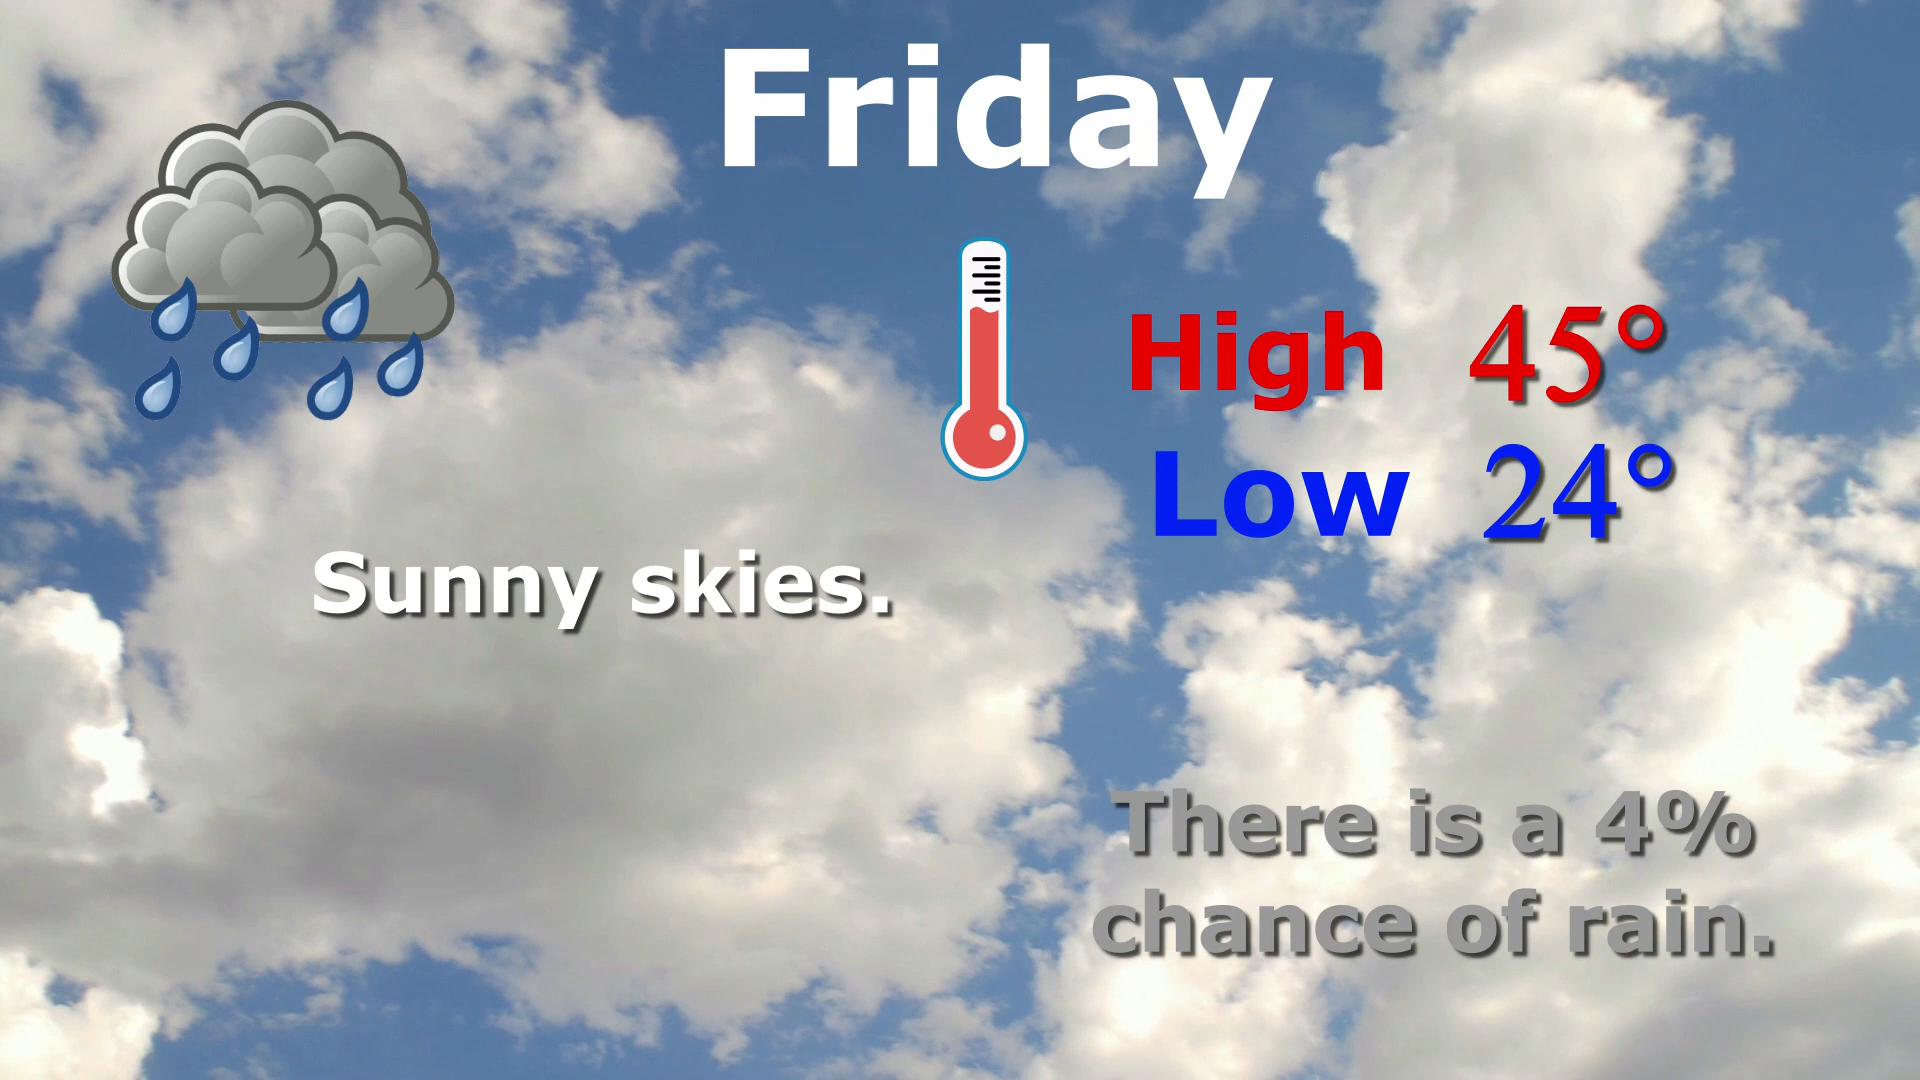 Friday
High 45°
Low 24°
Sunny skies.
There is a 4%
chance of rain.